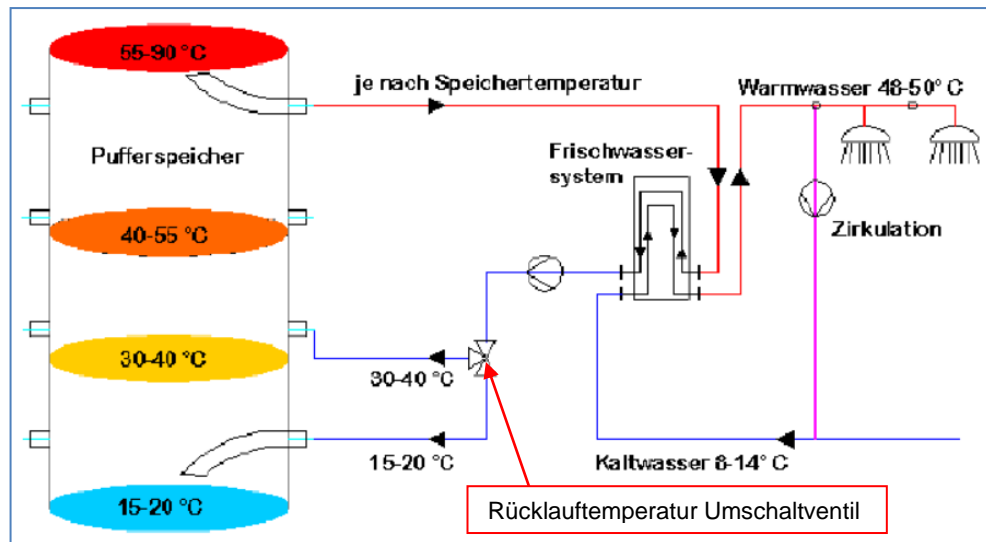 55-90 °C
je nach Speichertemperatur
Warmwasser 48-50° C
Pufferspeicher
Frischwasser-
system
40-55 °C
Zirkulation
30-40 °C
30-40 °C
15-20 °C
Kaltwasser 8-14° C
15-20 °C
Rücklauftemperatur Umschaltventil